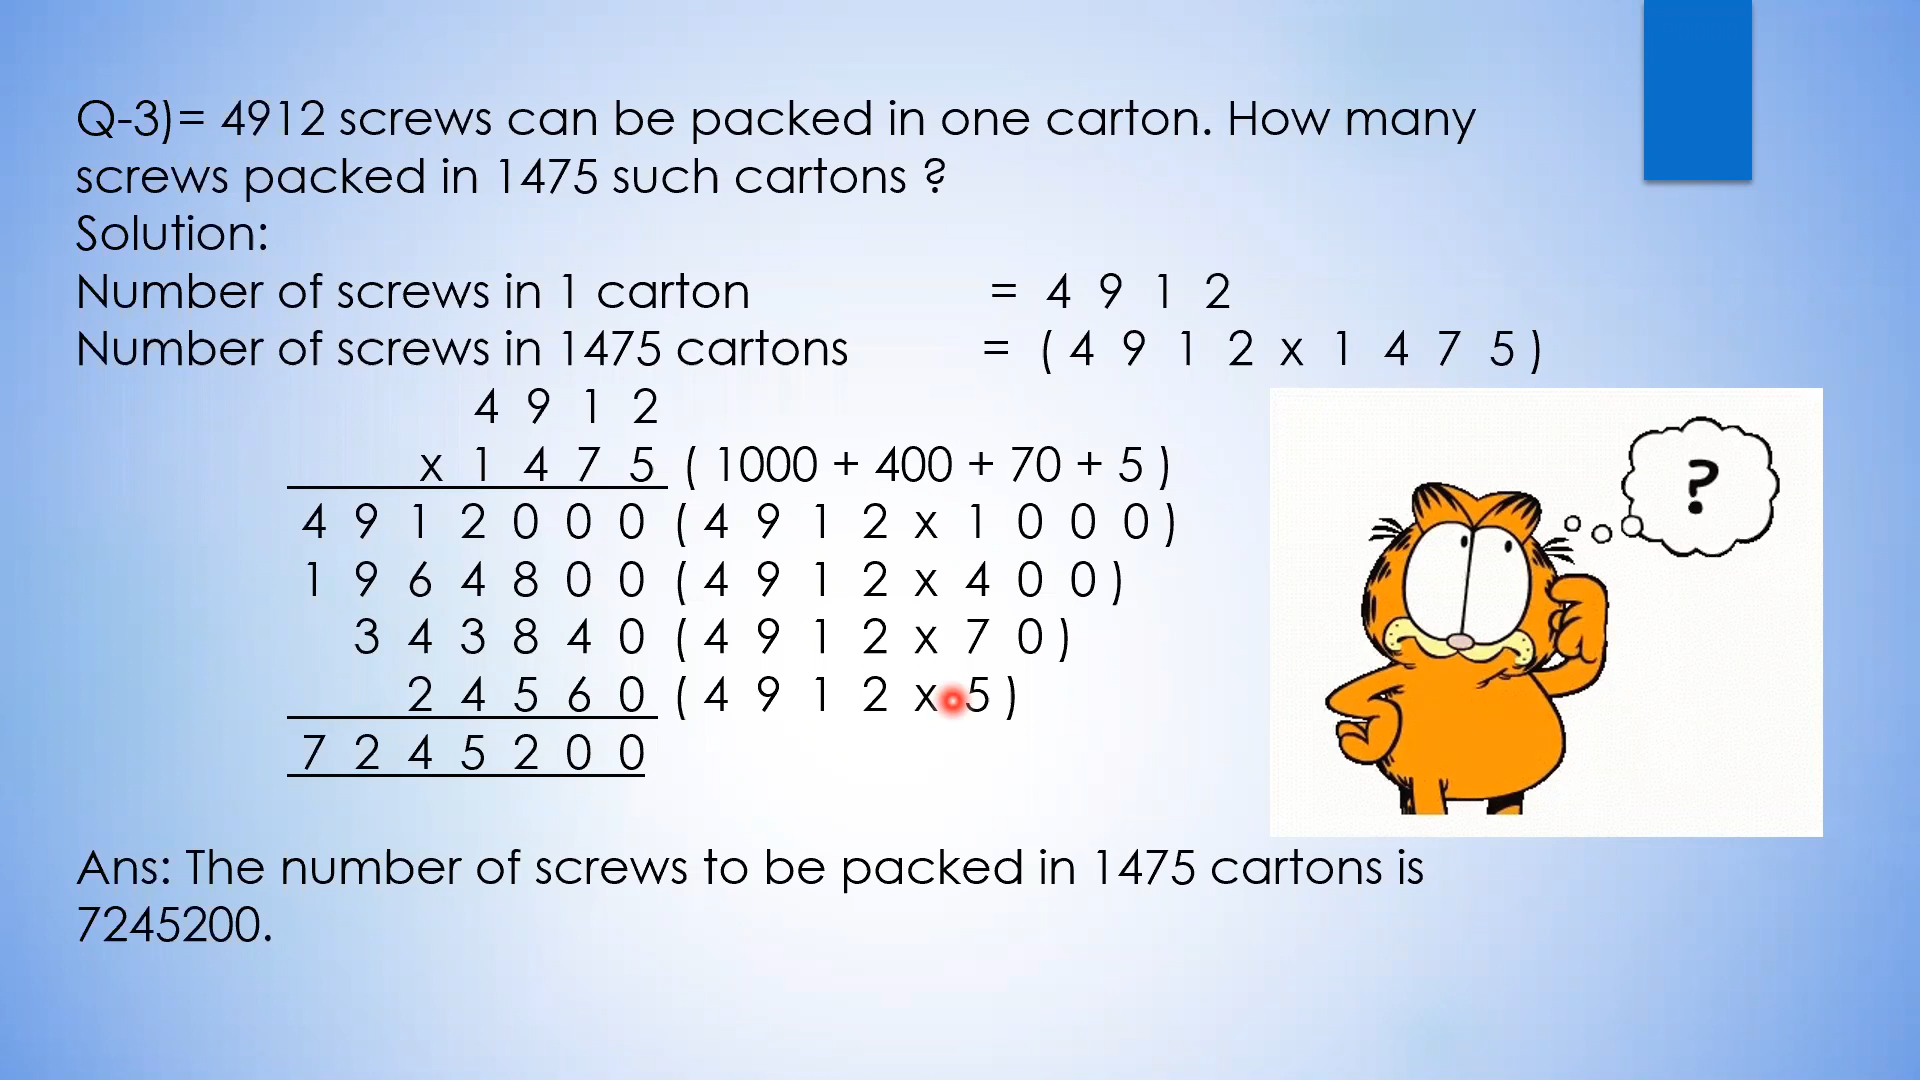 Q-3)= 4912 screws can be packed in one carton. How many
screws packed in 1475 such cartons ?
Solution:
Number of screws in 1 carton = 4 9 1 2
Number of screws in 1475 cartons = ( 4 9 1 2 x 1 4 7 5 )
4 9 1 2
x 1 4 7 5 ( 1000 + 400 + 70 + 5 )
4 9 1 2 0 0 0 ( 4 9 1 2 x 1 0 0 0 )
1 9 6 4 8 0 0 ( 4 9 1 2 x 4 0 0 )
3 4 3 8 4 0 ( 4 9 1 2 x 7 0 )
2 4 5 6 0 ( 4 9 1 2 x 5 )
7 2 4 5 2 0 0
?
Ans: The number of screws to be packed in 1475 cartons is
7245200.